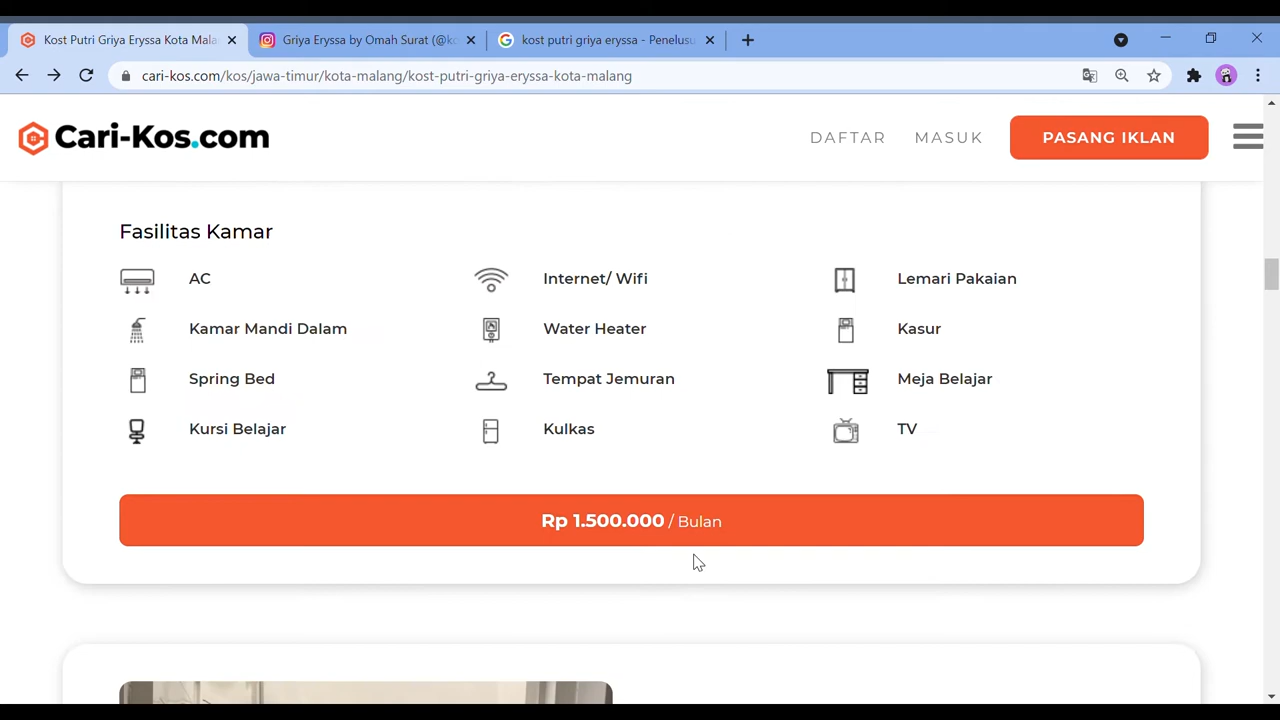 Kost Putri Griya Eryssa Kota Mala
Griya Eryssa by Omah Surat (@ko
kost putri griya eryssa - Penelusu
cari-kos.com/kos/jawa-timur/kota-malang/kost-putri-griya-eryssa-kota-malang
Cari-Kos.com
DAFTAR
MASUK
PASANG IKLAN
Fasilitas Kamar
AC
Internet/ Wifi
Lemari Pakaian
Kamar Mandi Dalam
Water Heater
Kasur
Spring Bed
Tempat Jemuran
Meja Belajar
Kursi Belajar
Kulkas
TV
Rp 1.500.000 / Bulan